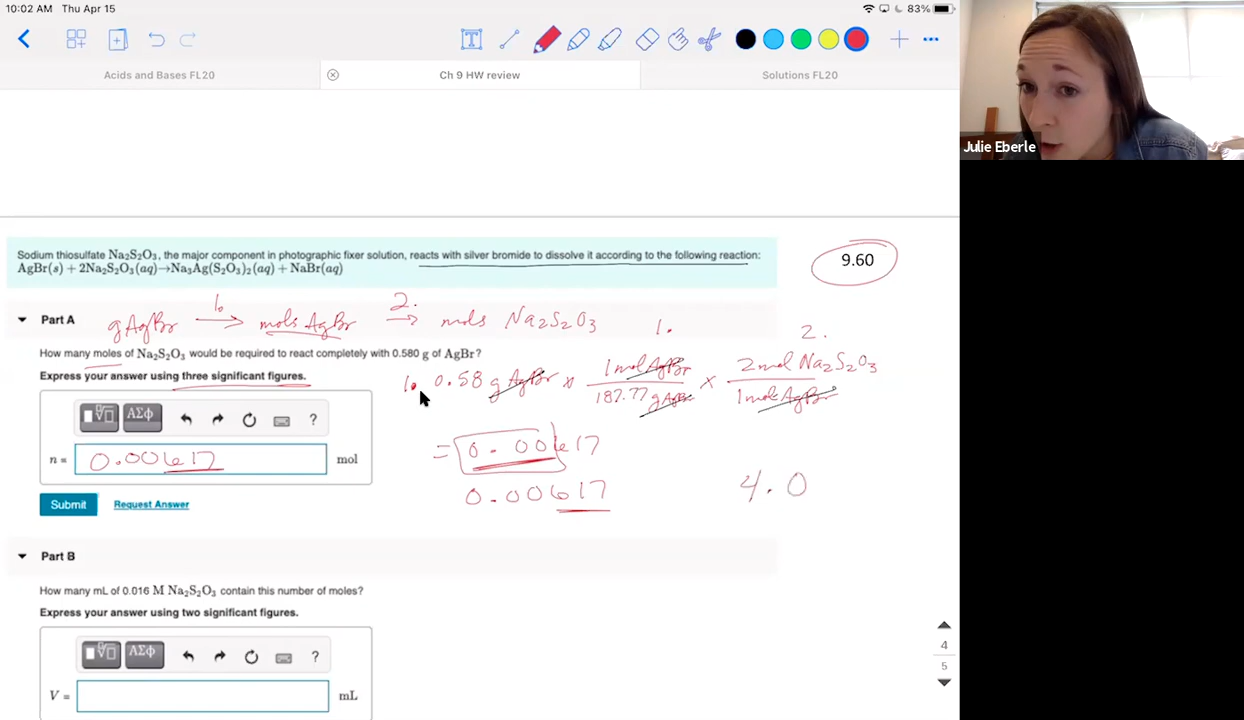 10:02 AM Thu Apr 15
83%
Acids and Bases FL20
Ch 9 HW review
Solutions FL20
Julie Eberle
Sodium thiosulfate Na₂S₂O₃, the major component in photographic fixer solution, reacts with silver bromide to dissolve it according to the following reaction:
AgBr(s) + 2Na₂S₂O₃(aq)→Na₃Ag(S₂O₃)₂(aq) + NaBr(aq)
9.60
Part A
1. 2.
g AgBr → mols AgBr → mols Na₂S₂O₃
1. 2.
How many moles of Na₂S₂O₃ would be required to react completely with 0.580 g of AgBr?
Express your answer using three significant figures.
1. 0.58 g AgBr x 1 mol AgBr / 187.77 g AgBr x 2 mol Na₂S₂O₃ / 1 mol AgBr
ΑΣφ
?
= 0.00617
n = 0.00617 mol
0.00617
4.0
Submit
Request Answer
Part B
How many mL of 0.016 M Na₂S₂O₃ contain this number of moles?
Express your answer using two significant figures.
ΑΣφ
?
V =
mL
4
5